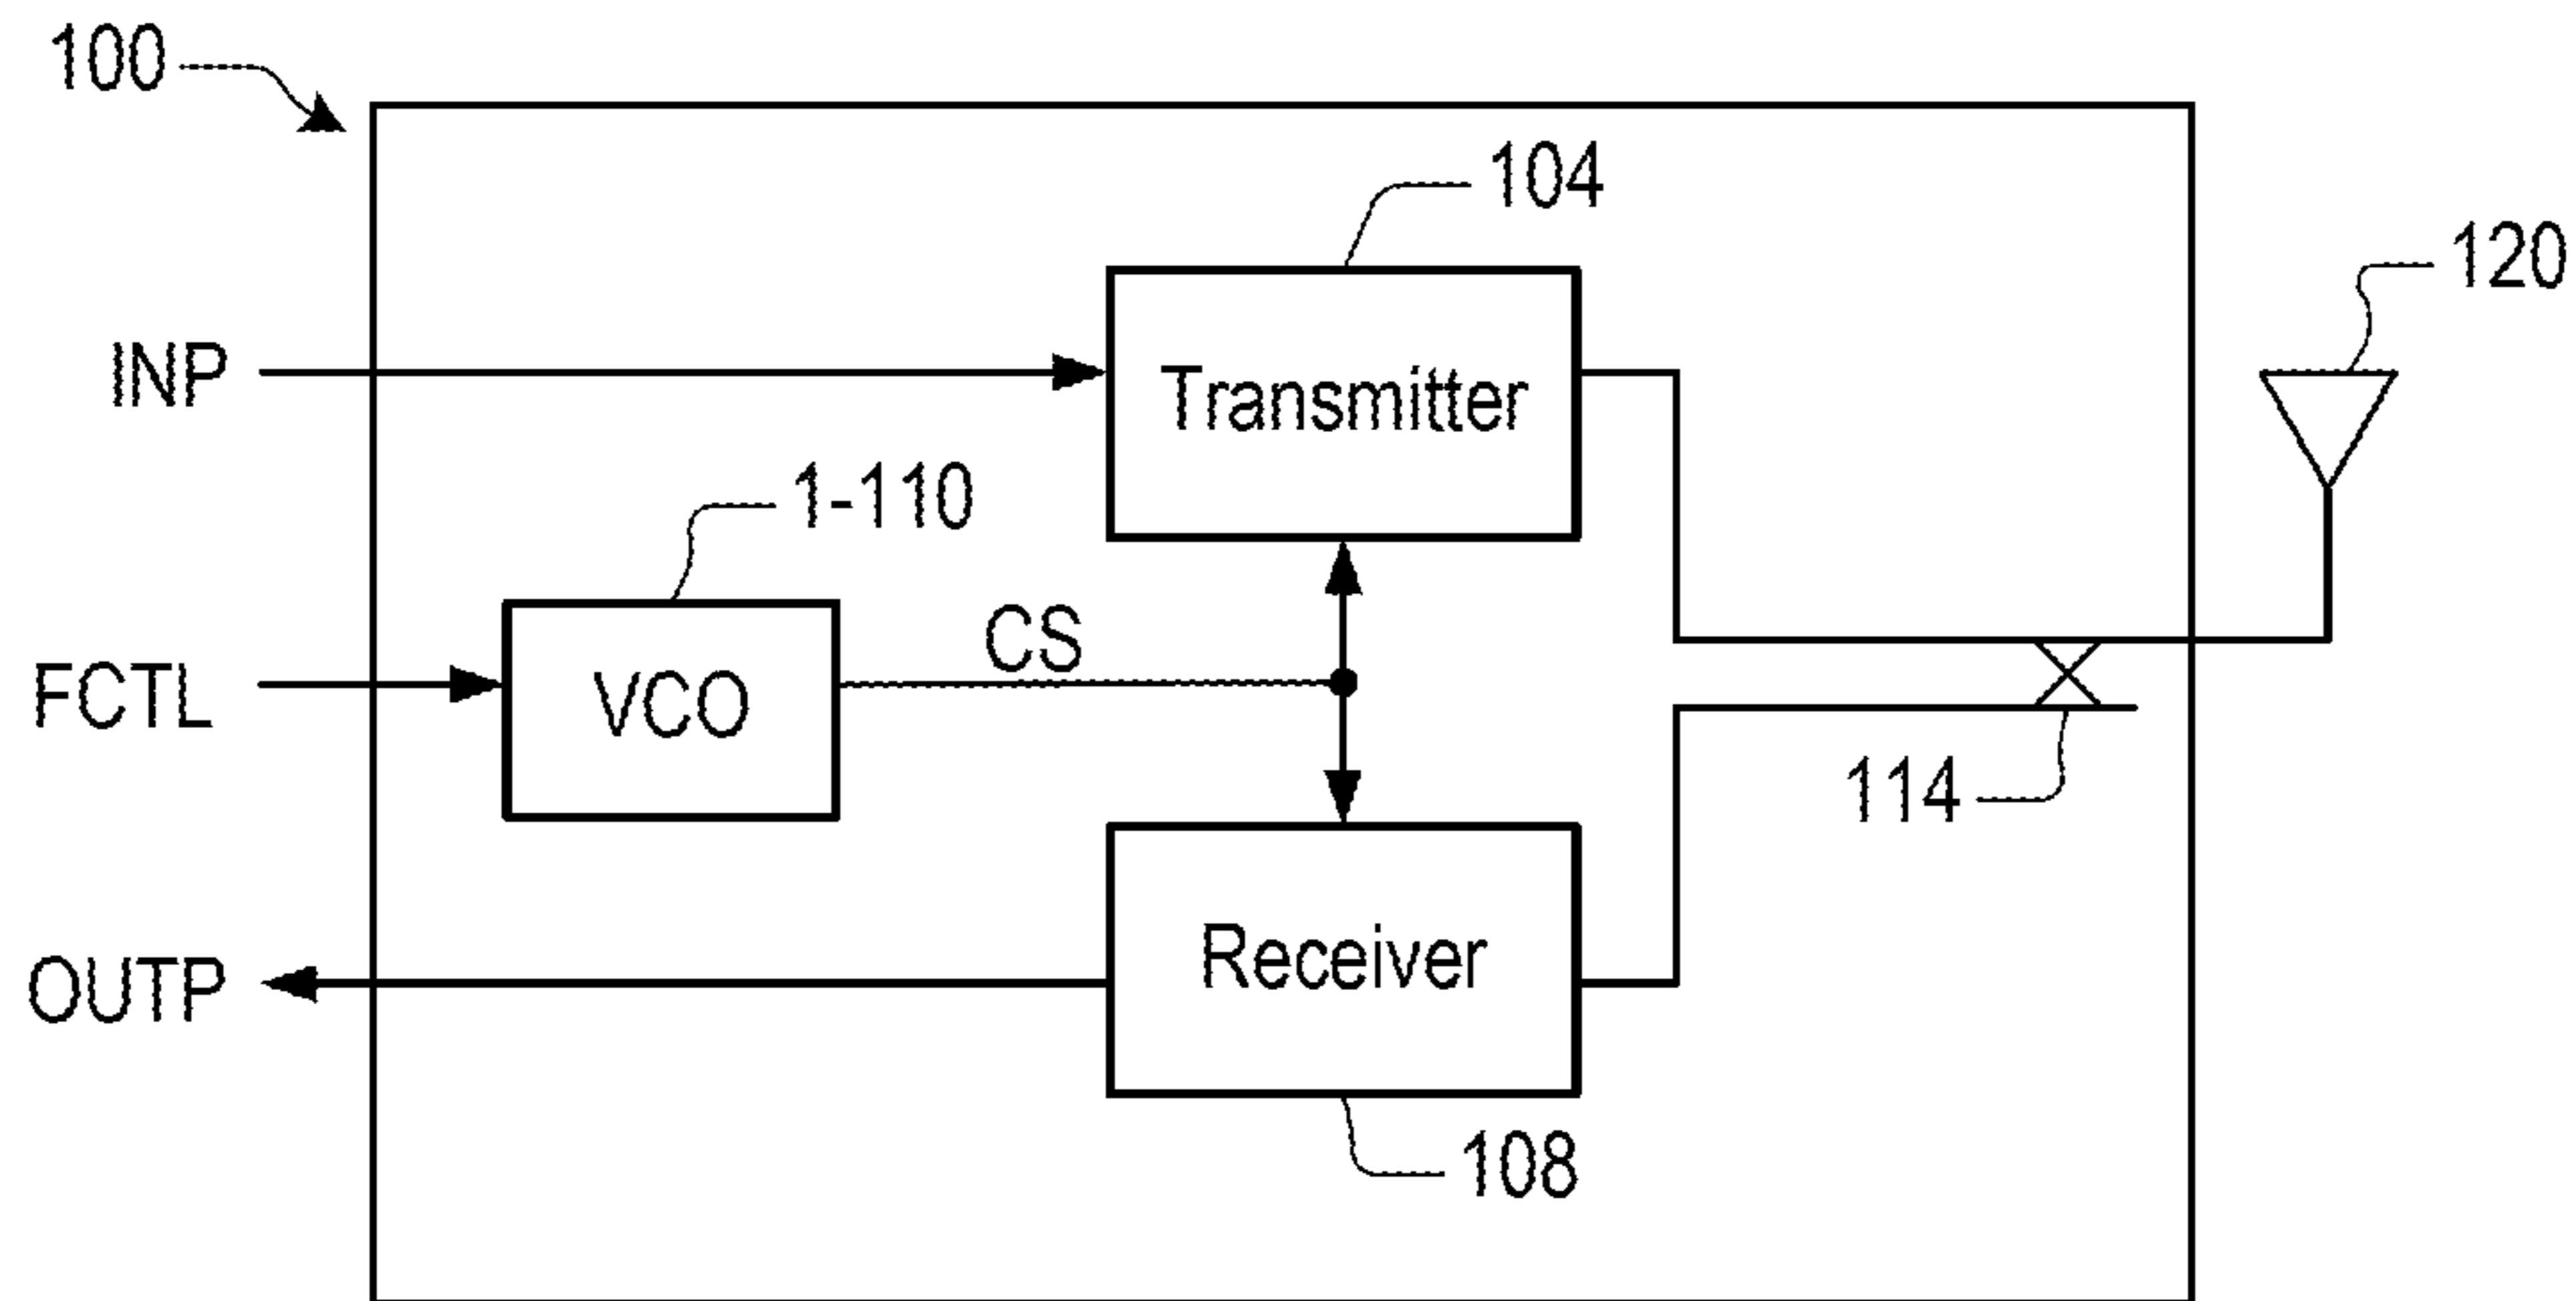 100
104
120
INP
Transmitter
1-110
CS
FCTL
VCO
114
Receiver
OUTP
108